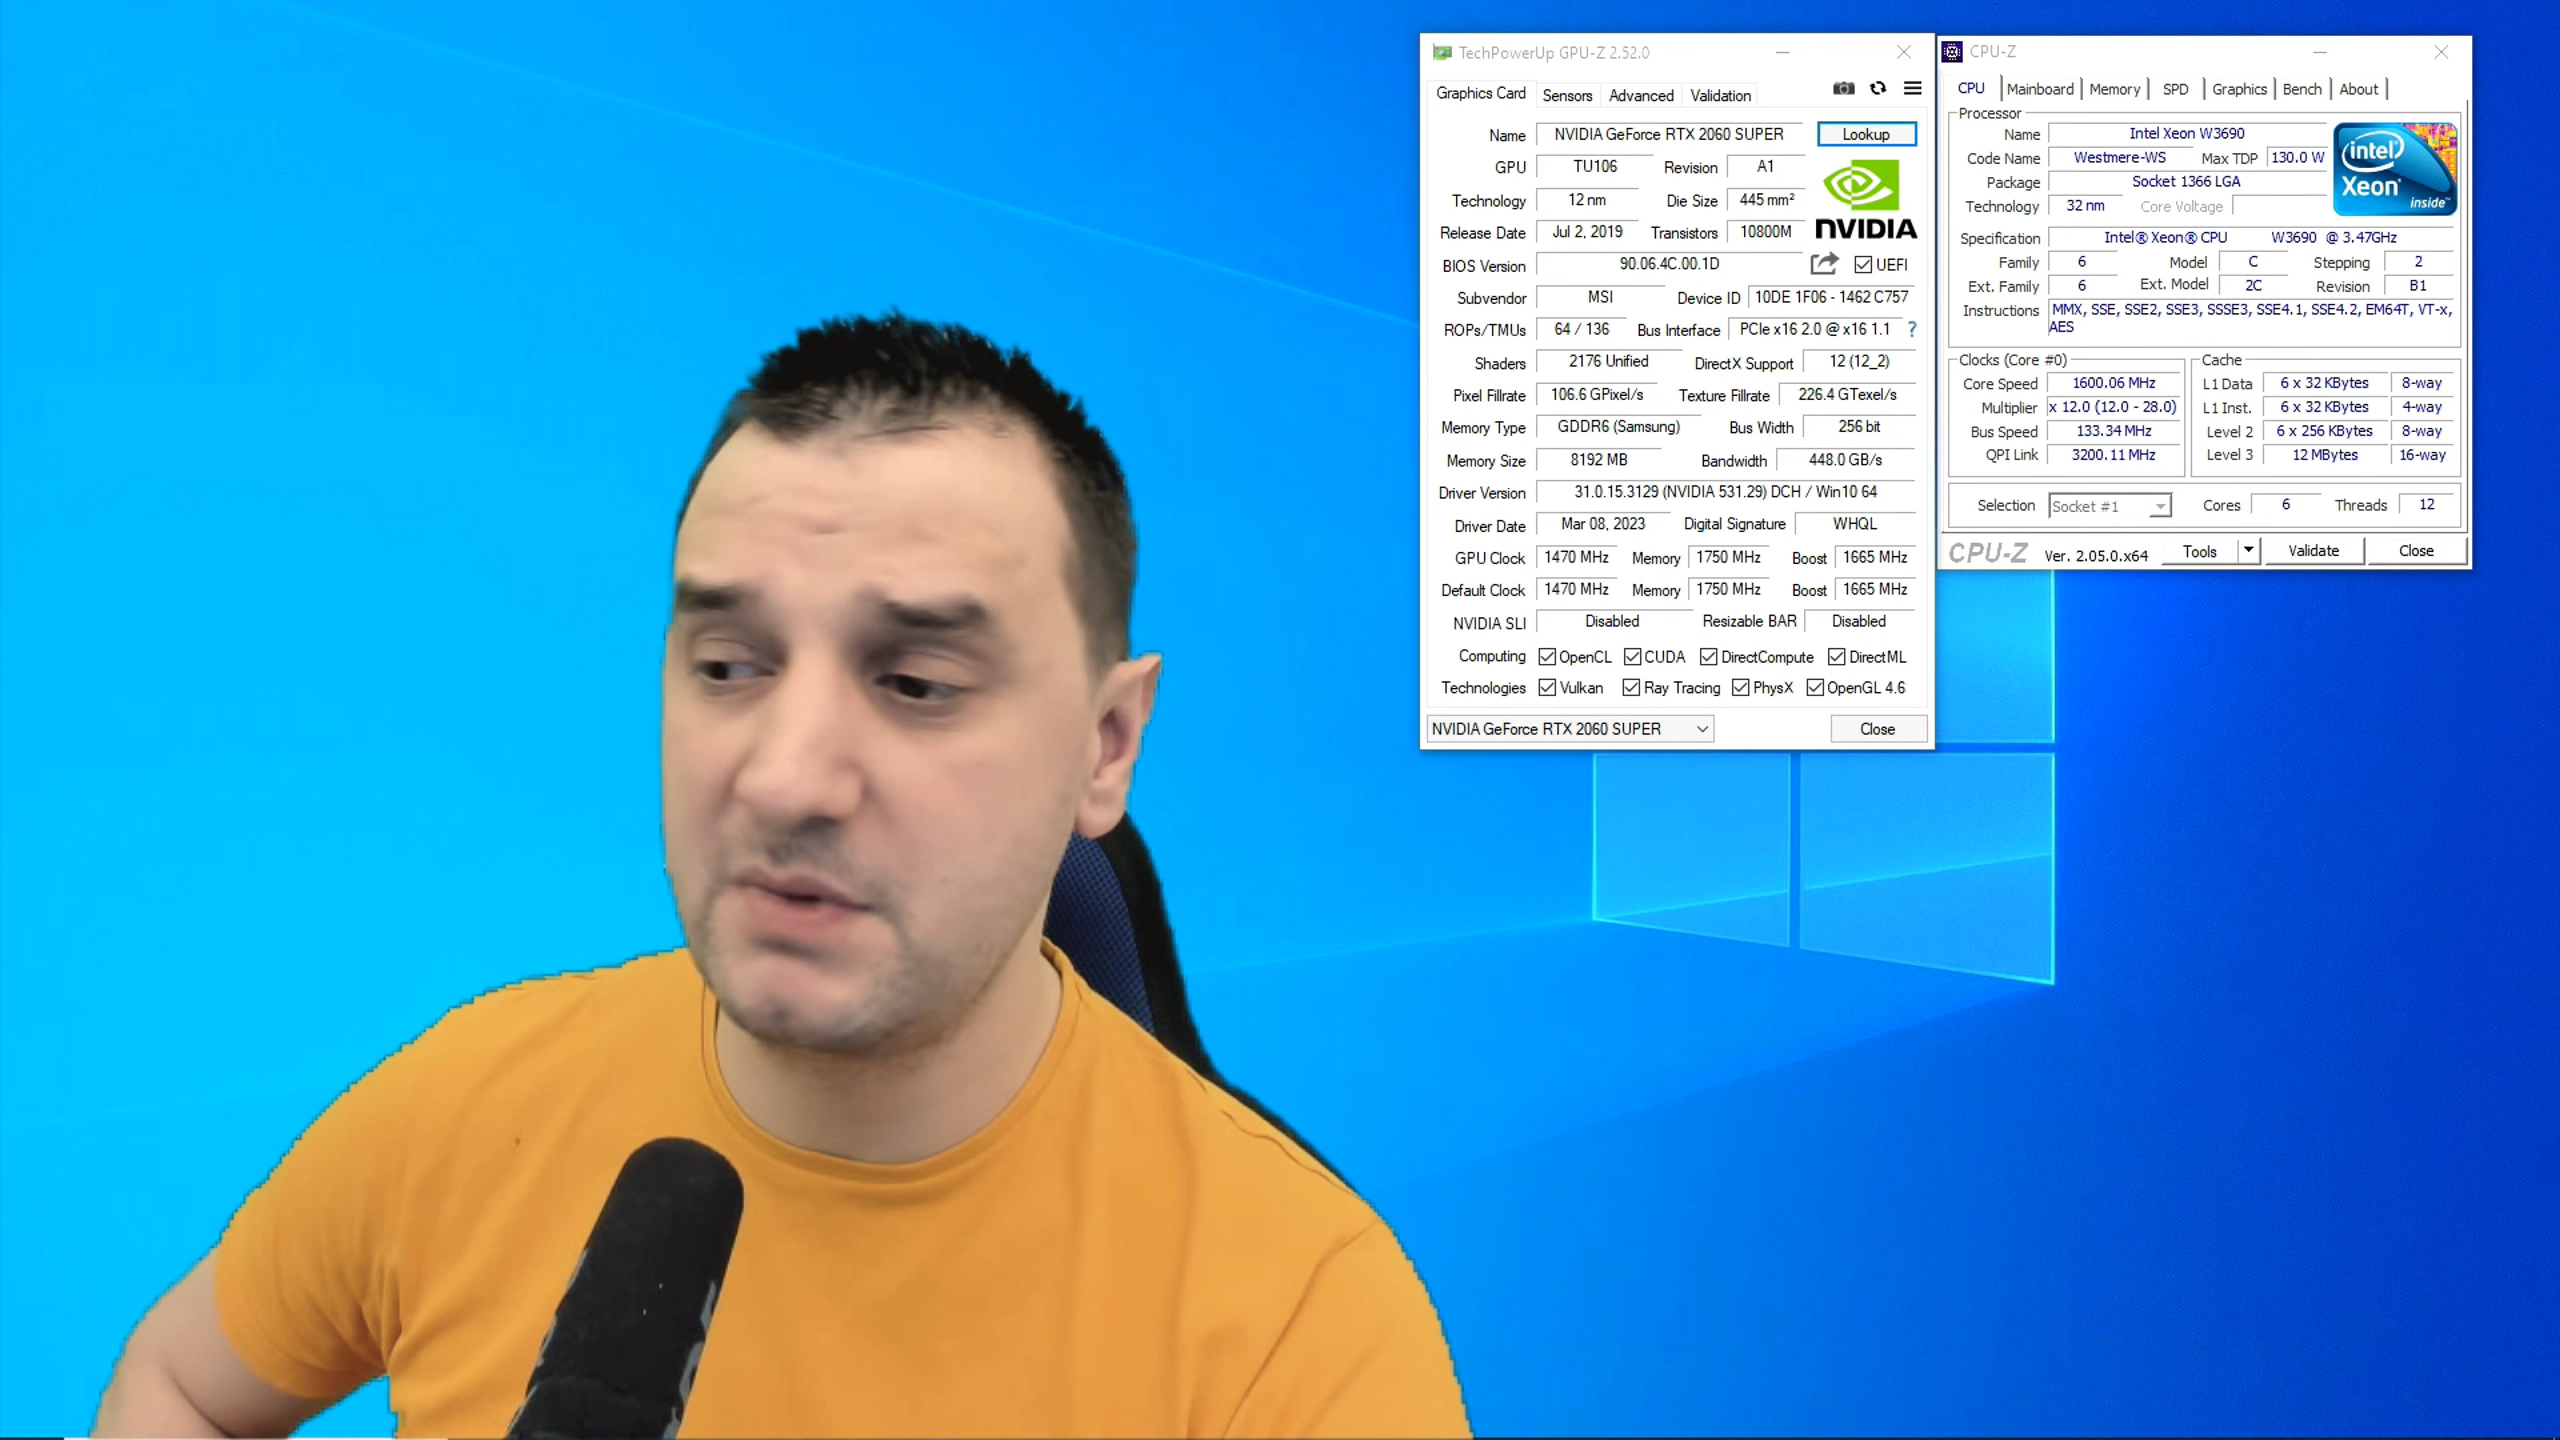 TechPowerUp GPU-Z 2.52.0
Graphics Card Sensors Advanced Validation
Name NVIDIA GeForce RTX 2060 SUPER Lookup
GPU TU106 Revision A1
Technology 12 nm Die Size 445 mm²
Release Date Jul 2, 2019 Transistors 10800M
NVIDIA
BIOS Version 90.06.4C.00.1D UEFI
Subvendor MSI Device ID 10DE 1F06 - 1462 C757
ROPs/TMUs 64 / 136 Bus Interface PCIe x16 2.0 @ x16 1.1 ?
Shaders 2176 Unified DirectX Support 12 (12_2)
Pixel Fillrate 106.6 GPixel/s Texture Fillrate 226.4 GTexel/s
Memory Type GDDR6 (Samsung) Bus Width 256 bit
Memory Size 8192 MB Bandwidth 448.0 GB/s
Driver Version 31.0.15.3129 (NVIDIA 531.29) DCH / Win10 64
Driver Date Mar 08, 2023 Digital Signature WHQL
GPU Clock 1470 MHz Memory 1750 MHz Boost 1665 MHz
Default Clock 1470 MHz Memory 1750 MHz Boost 1665 MHz
NVIDIA SLI Disabled Resizable BAR Disabled
Computing OpenCL CUDA DirectCompute DirectML
Technologies Vulkan Ray Tracing PhysX OpenGL 4.6
NVIDIA GeForce RTX 2060 SUPER Close
CPU-Z
CPU Mainboard Memory SPD Graphics Bench About
Processor
Name Intel Xeon W3690
Code Name Westmere-WS Max TDP 130.0 W
Package Socket 1366 LGA
Technology 32 nm Core Voltage
intel Xeon inside™
Specification Intel® Xeon® CPU W3690 @ 3.47GHz
Family 6 Model C Stepping 2
Ext. Family 6 Ext. Model 2C Revision B1
Instructions MMX, SSE, SSE2, SSE3, SSSE3, SSE4.1, SSE4.2, EM64T, VT-x,
AES
Clocks (Core #0) Cache
Core Speed 1600.06 MHz L1 Data 6 x 32 KBytes 8-way
Multiplier x 12.0 (12.0 - 28.0) L1 Inst. 6 x 32 KBytes 4-way
Bus Speed 133.34 MHz Level 2 6 x 256 KBytes 8-way
QPI Link 3200.11 MHz Level 3 12 MBytes 16-way
Selection Socket #1 Cores 6 Threads 12
CPU-Z Ver. 2.05.0.x64 Tools Validate Close